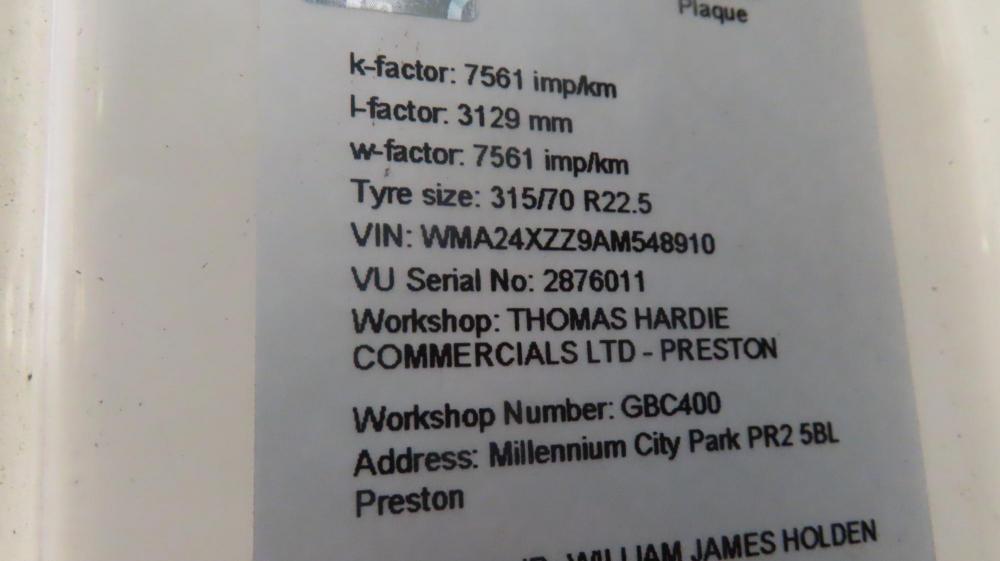 Plaque
k-factor: 7561 imp/km
l-factor: 3129 mm
w-factor: 7561 imp/km
Tyre size: 315/70 R22.5
VIN: WMA24XZZ9AM548910
VU Serial No: 2876011
Workshop: THOMAS HARDIE
COMMERCIALS LTD - PRESTON
Workshop Number: GBC400
Address: Millennium City Park PR2 5BL
Preston
WILLIAM JAMES HOLDEN